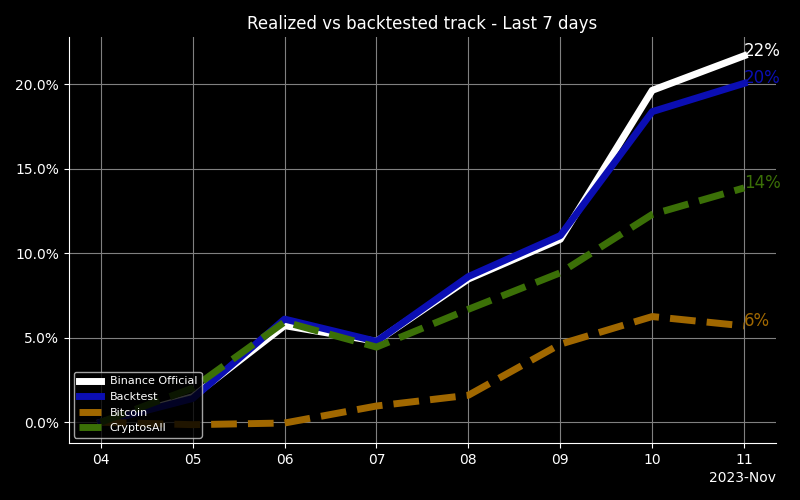 Realized vs backtested track - Last 7 days
22%
20%
14%
6%
20.0%
15.0%
10.0%
5.0%
0.0%
Binance Official
Backtest
Bitcoin
CryptosAll
04 05 06 07 08 09 10 11
2023-Nov